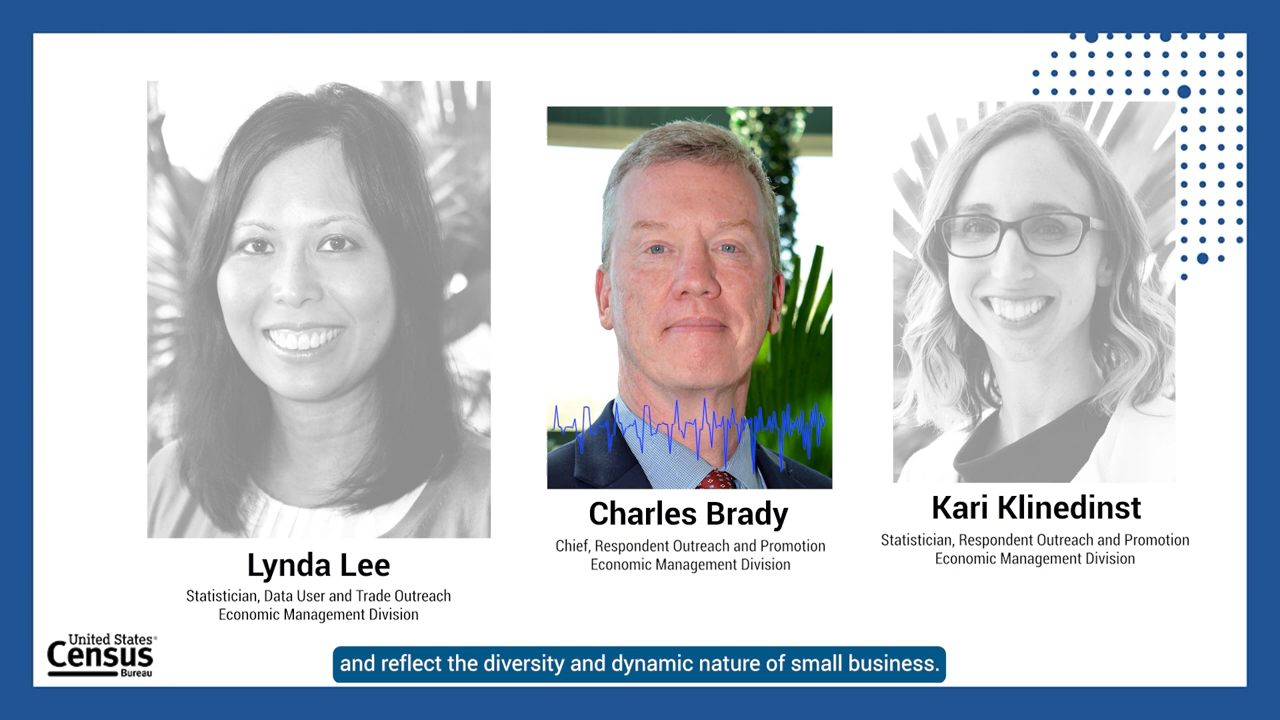 Lynda Lee
Statistician, Data User and Trade Outreach
Economic Management Division
Charles Brady
Chief, Respondent Outreach and Promotion
Economic Management Division
Kari Klinedinst
Statistician, Respondent Outreach and Promotion
Economic Management Division
United States®
Census
Bureau
and reflect the diversity and dynamic nature of small business.